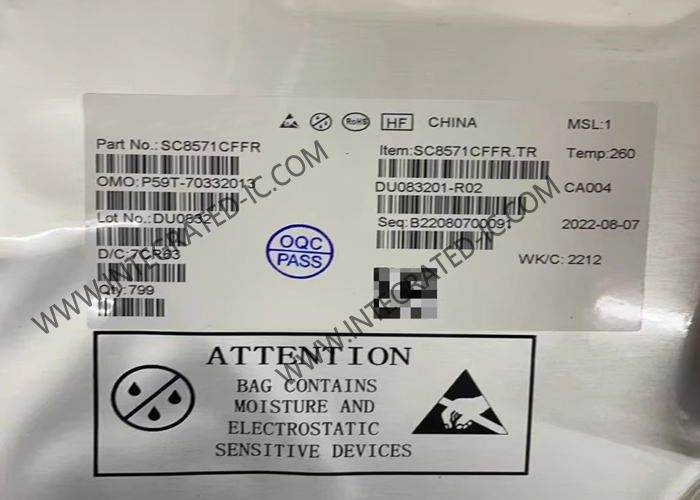 RoHS HF CHINA MSL:1
Part No.: SC8571CFFR Item:SC8571CFFR.TR Temp:260
OMO:P59T-70332013 DU083201-R02 CA004
Lot No.: DU0832 Seq:B22080700097 2022-08-07
D/C:7CR03 WK/C: 2212
Qty:799
OQC
PASS
WWW.INTEGRATED-IC.COM
WWW.INTEGRATED-IC.COM
ATTENTION
BAG CONTAINS
MOISTURE AND
ELECTROSTATIC
SENSITIVE DEVICES